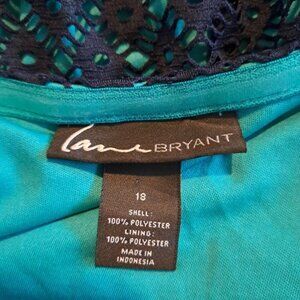 Lane BRYANT
18
SHELL:
100% POLYESTER
LINING:
100% POLYESTER
MADE IN
INDONESIA